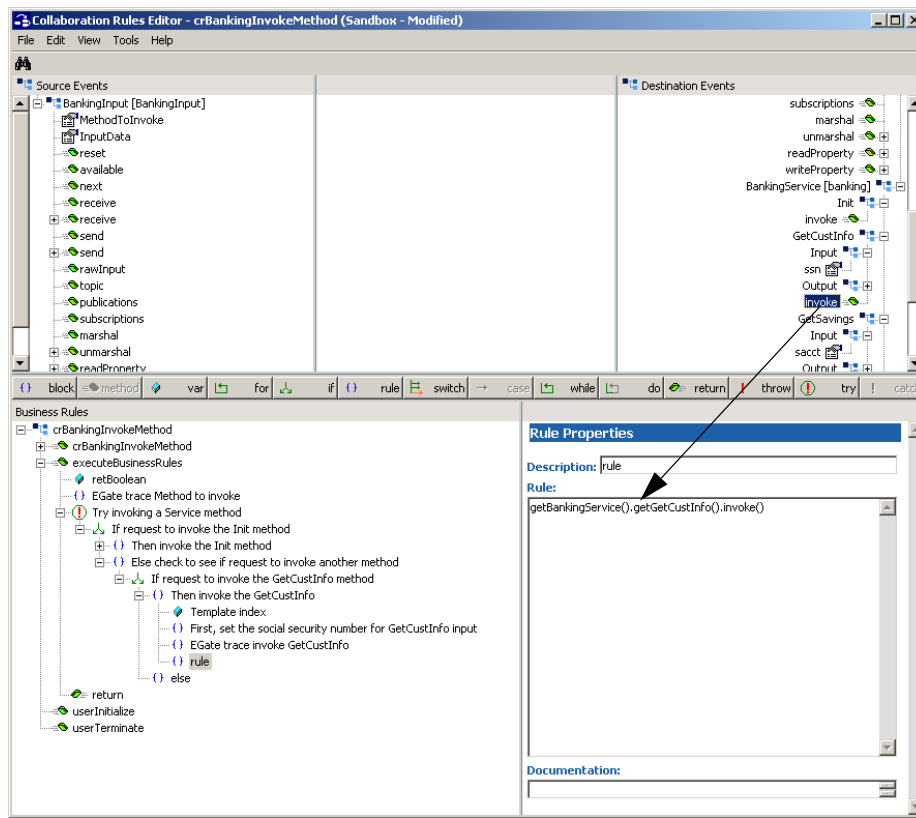 Collaboration Rules Editor - crBankingInvokeMethod (Sandbox - Modified)
File Edit View Tools Help
Source Events
BankingInput [BankingInput]
MethodToInvoke
InputData
reset
available
next
receive
receive
send
send
rawInput
topic
publications
subscriptions
marshal
unmarshal
readProperty
Destination Events
subscriptions
marshal
unmarshal
readProperty
writeProperty
BankingService [banking]
Init
invoke
GetCustInfo
Input
ssn
Output
invoke
GetSavings
Input
sacct
Output
block method var for if rule switch case while do return throw try catc
Business Rules
crBankingInvokeMethod
crBankingInvokeMethod
executeBusinessRules
retBoolean
EGate trace Method to invoke
Try invoking a Service method
If request to invoke the Init method
Then invoke the Init method
Else check to see if request to invoke another method
If request to invoke the GetCustInfo method
Then invoke the GetCustInfo
Template index
First, set the social security number for GetCustInfo input
EGate trace invoke GetCustInfo
rule
else
return
userInitialize
userTerminate
Rule Properties
Description: rule
Rule:
getBankingService().getGetCustInfo().invoke()
Documentation: